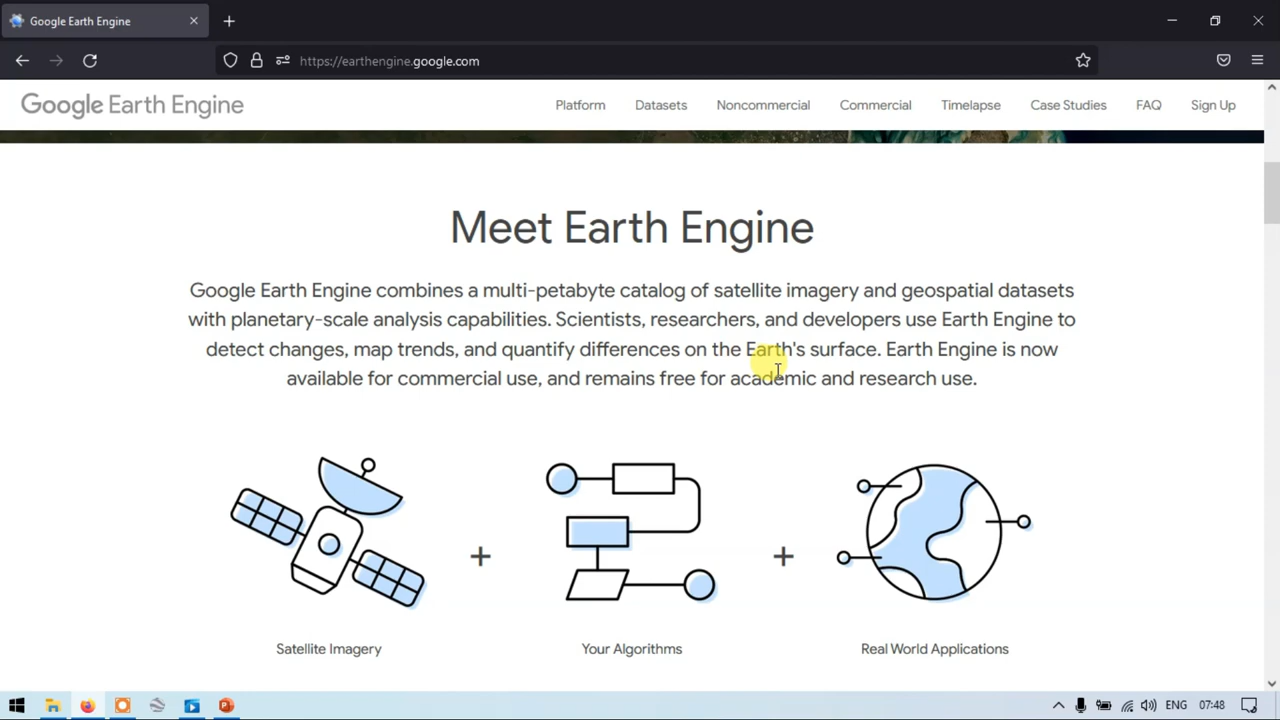 Google Earth Engine
https://earthengine.google.com
Google Earth Engine
Platform
Datasets
Noncommercial
Commercial
Timelapse
Case Studies
FAQ
Sign Up
Meet Earth Engine
Google Earth Engine combines a multi-petabyte catalog of satellite imagery and geospatial datasets
with planetary-scale analysis capabilities. Scientists, researchers, and developers use Earth Engine to
detect changes, map trends, and quantify differences on the Earth's surface. Earth Engine is now
available for commercial use, and remains free for academic and research use.
+
+
Satellite Imagery
Your Algorithms
Real World Applications
ENG
07:48